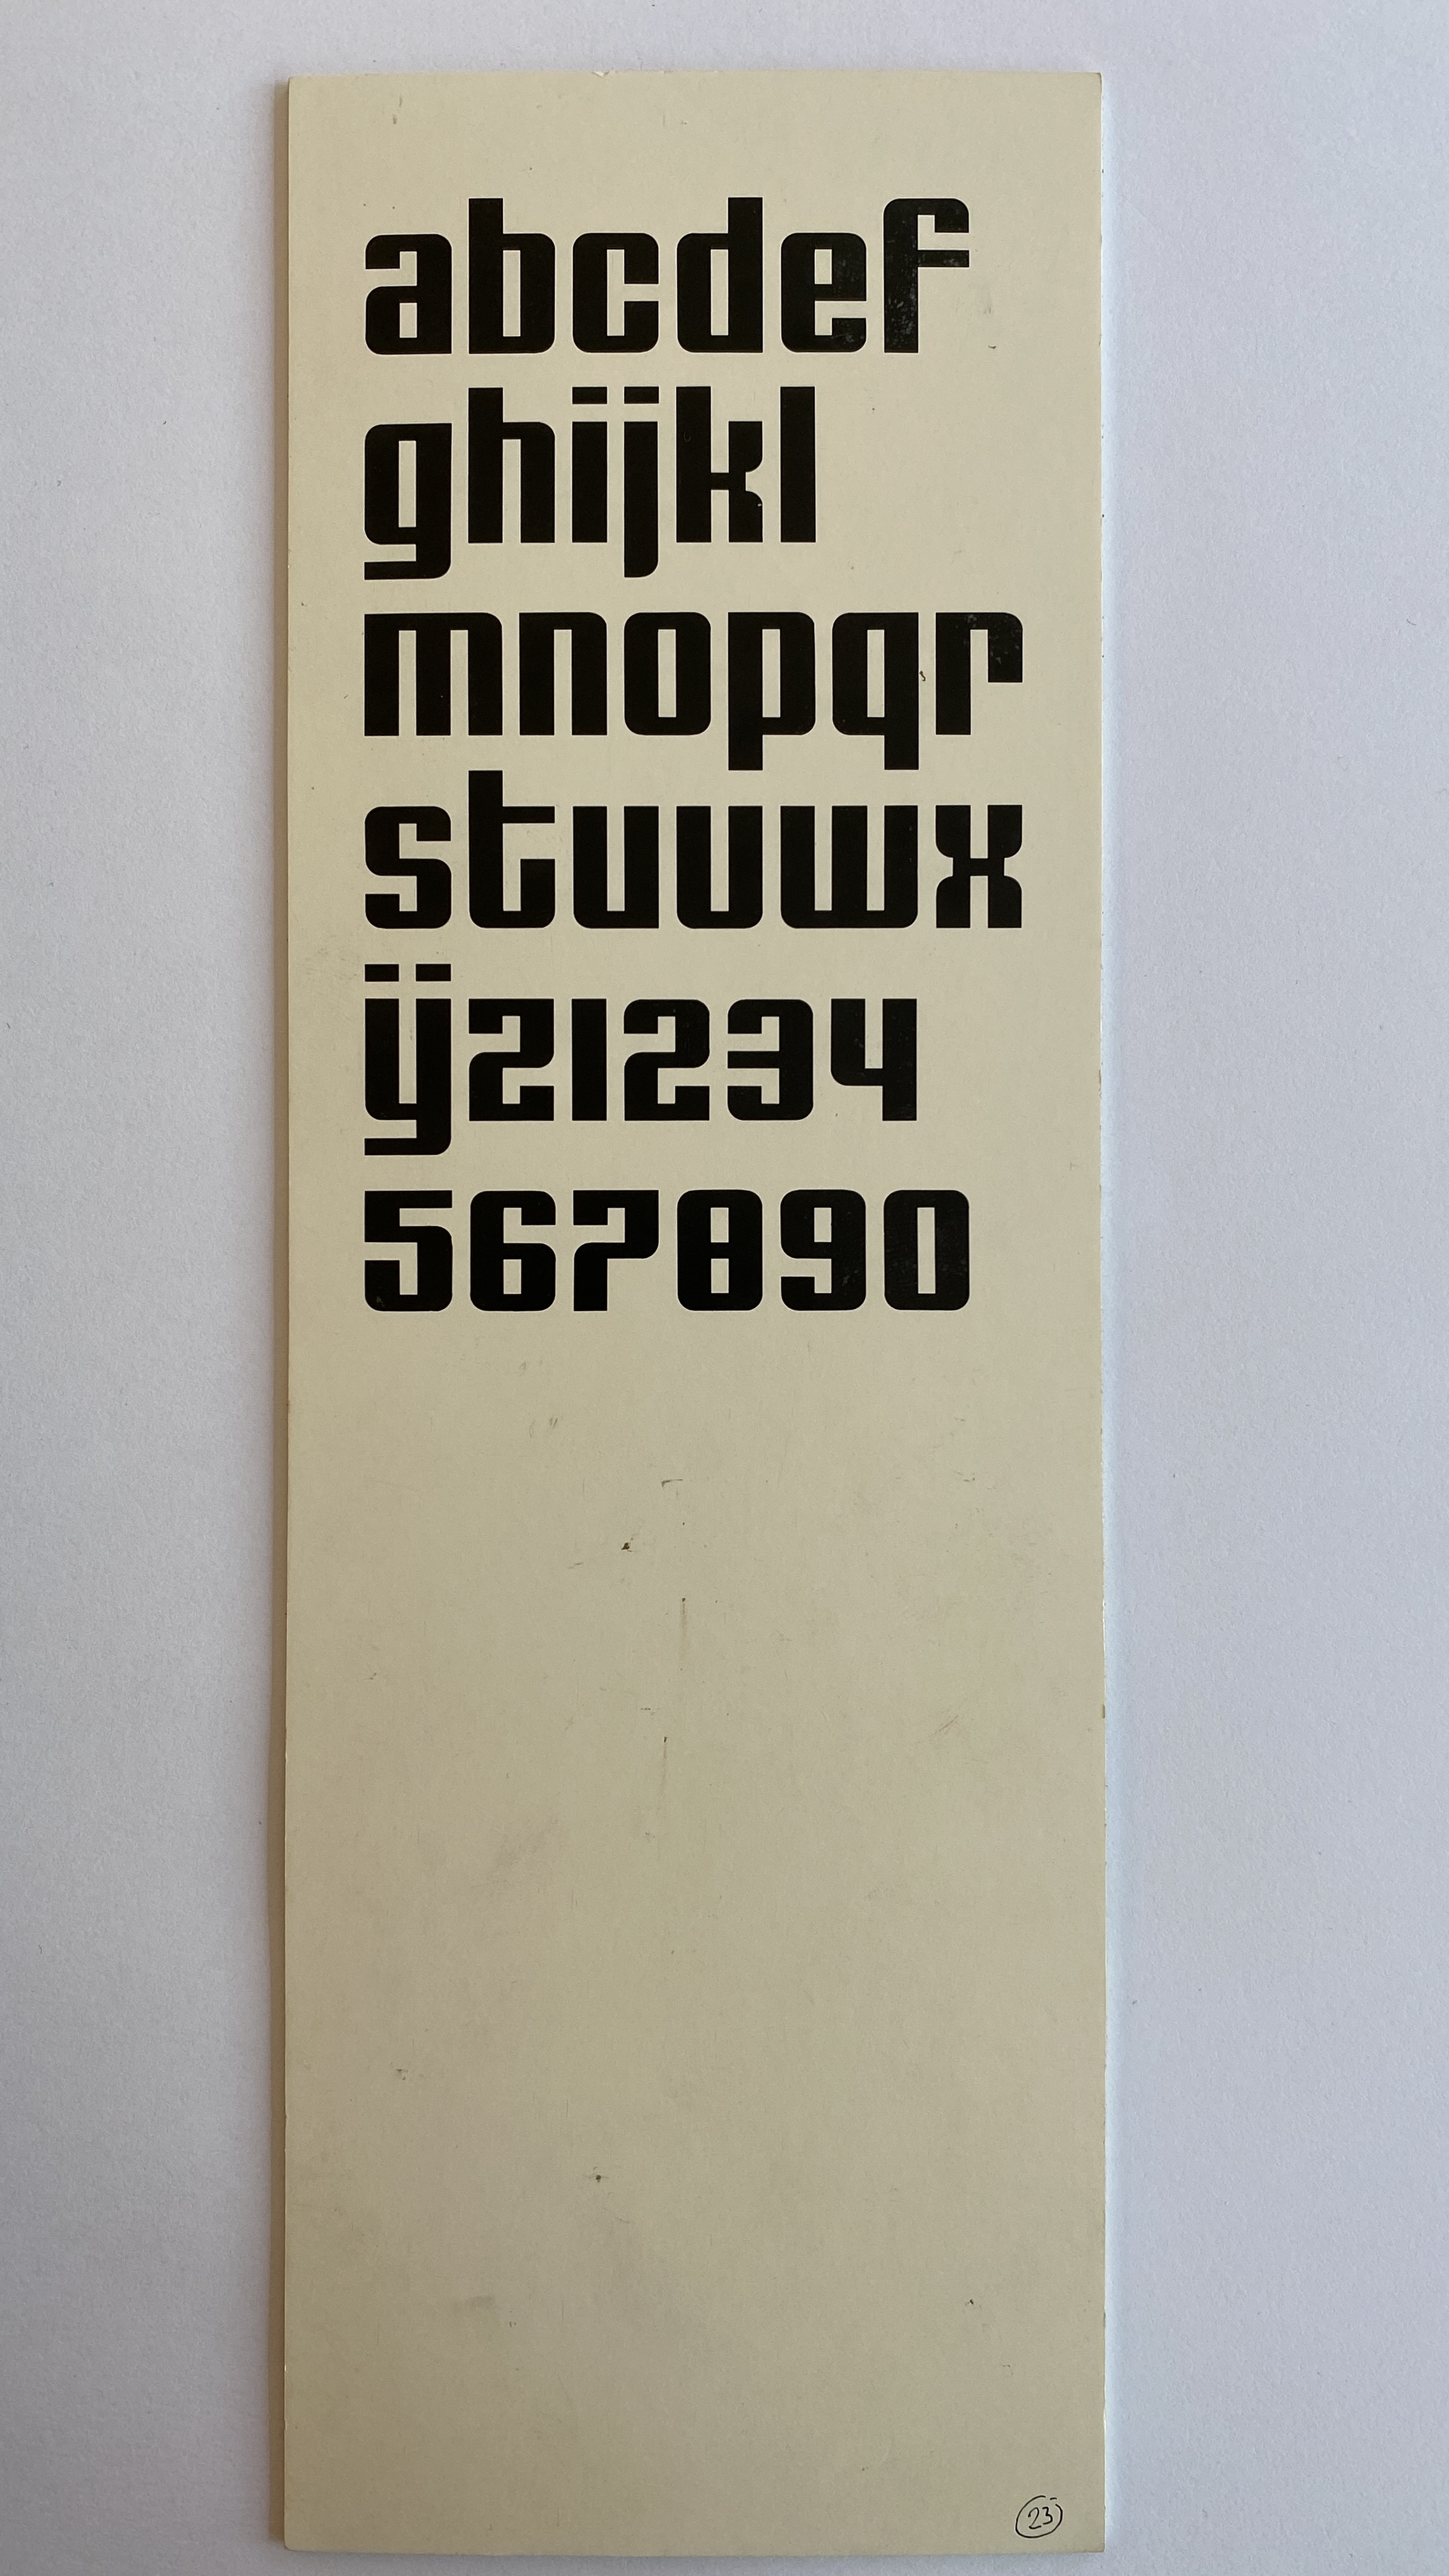 abcdef
ghijkl
mnopqr
stuvwx
ÿz1234
567890
23